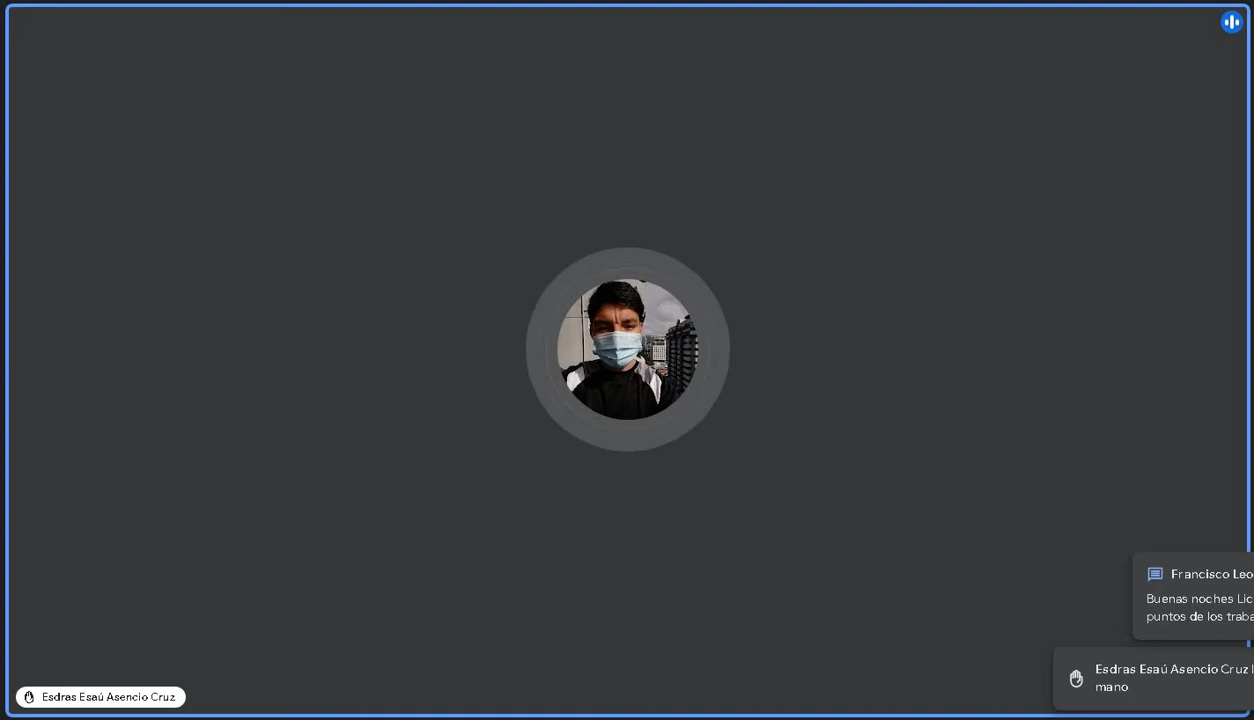 Francisco Leo
Buenas noches Lic
puntos de los traba
Esdras Esaú Asencio Cruz
mano
Esdras Esaú Asencio Cruz